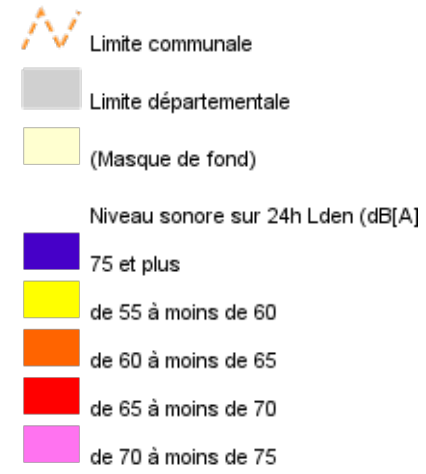 Limite communale
Limite départementale
(Masque de fond)
Niveau sonore sur 24h Lden (dB[A]
75 et plus
de 55 à moins de 60
de 60 à moins de 65
de 65 à moins de 70
de 70 à moins de 75